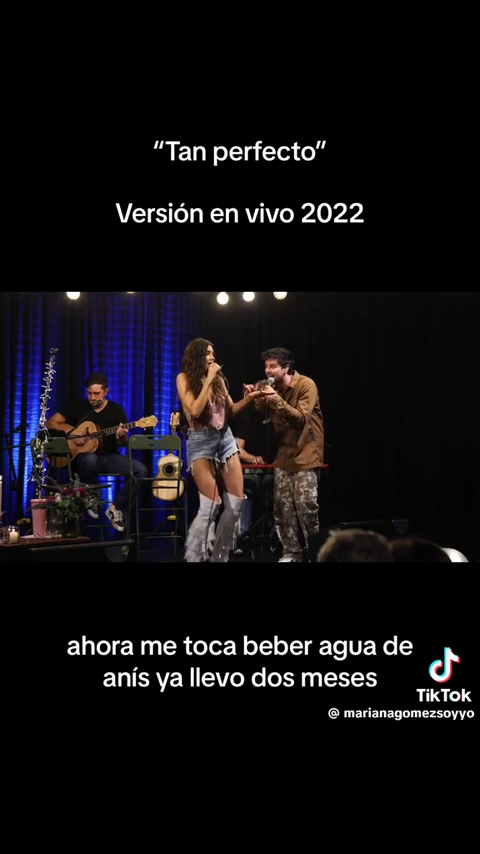 “Tan perfecto”
Versión en vivo 2022
ahora me toca beber agua de
anís ya llevo dos meses
TikTok
@ marianagomezsoyyo